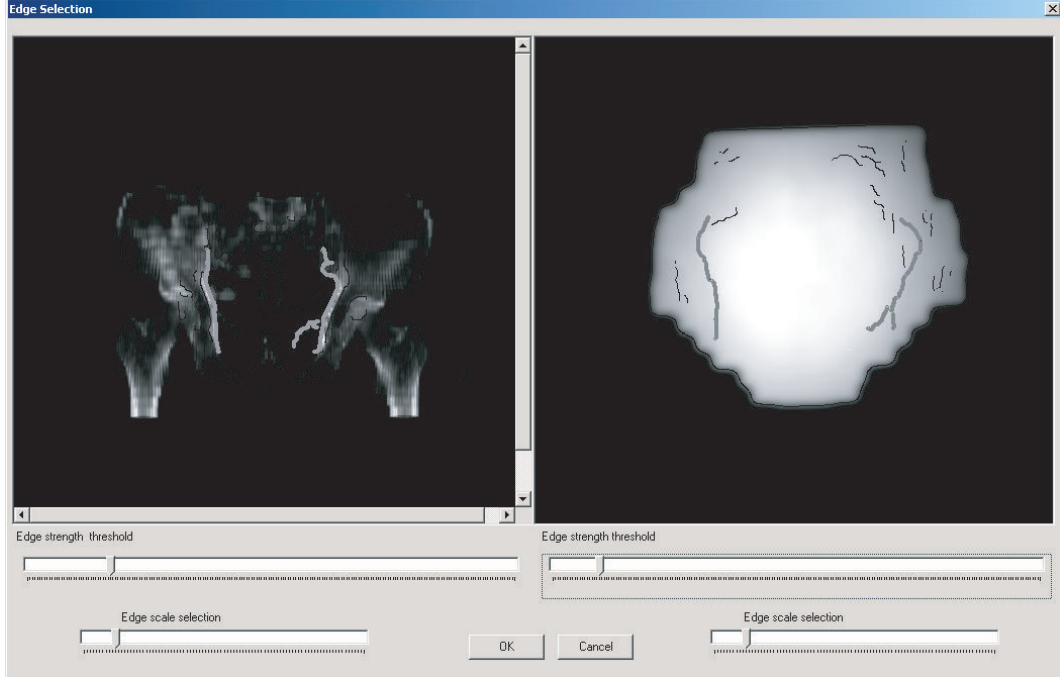 Edge Selection
Edge strength  threshold
Edge strength threshold
Edge scale selection
Edge scale selection
OK
Cancel